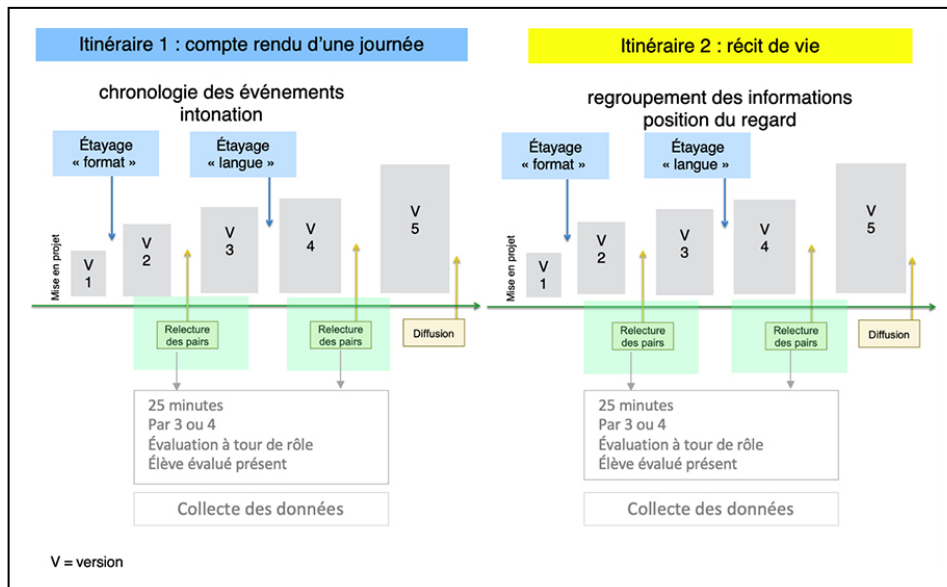 Itinéraire 1 : compte rendu d’une journée
chronologie des événements
intonation
Étayage
« format »
Étayage
« langue »
Mise en projet
V
1
V
2
V
3
V
4
V
5
Relecture
des pairs
Relecture
des pairs
Diffusion
25 minutes
Par 3 ou 4
Évaluation à tour de rôle
Élève évalué présent
Collecte des données
Itinéraire 2 : récit de vie
regroupement des informations
position du regard
Étayage
« format »
Étayage
« langue »
Mise en projet
V
1
V
2
V
3
V
4
V
5
Relecture
des pairs
Relecture
des pairs
Diffusion
25 minutes
Par 3 ou 4
Évaluation à tour de rôle
Élève évalué présent
Collecte des données
V = version